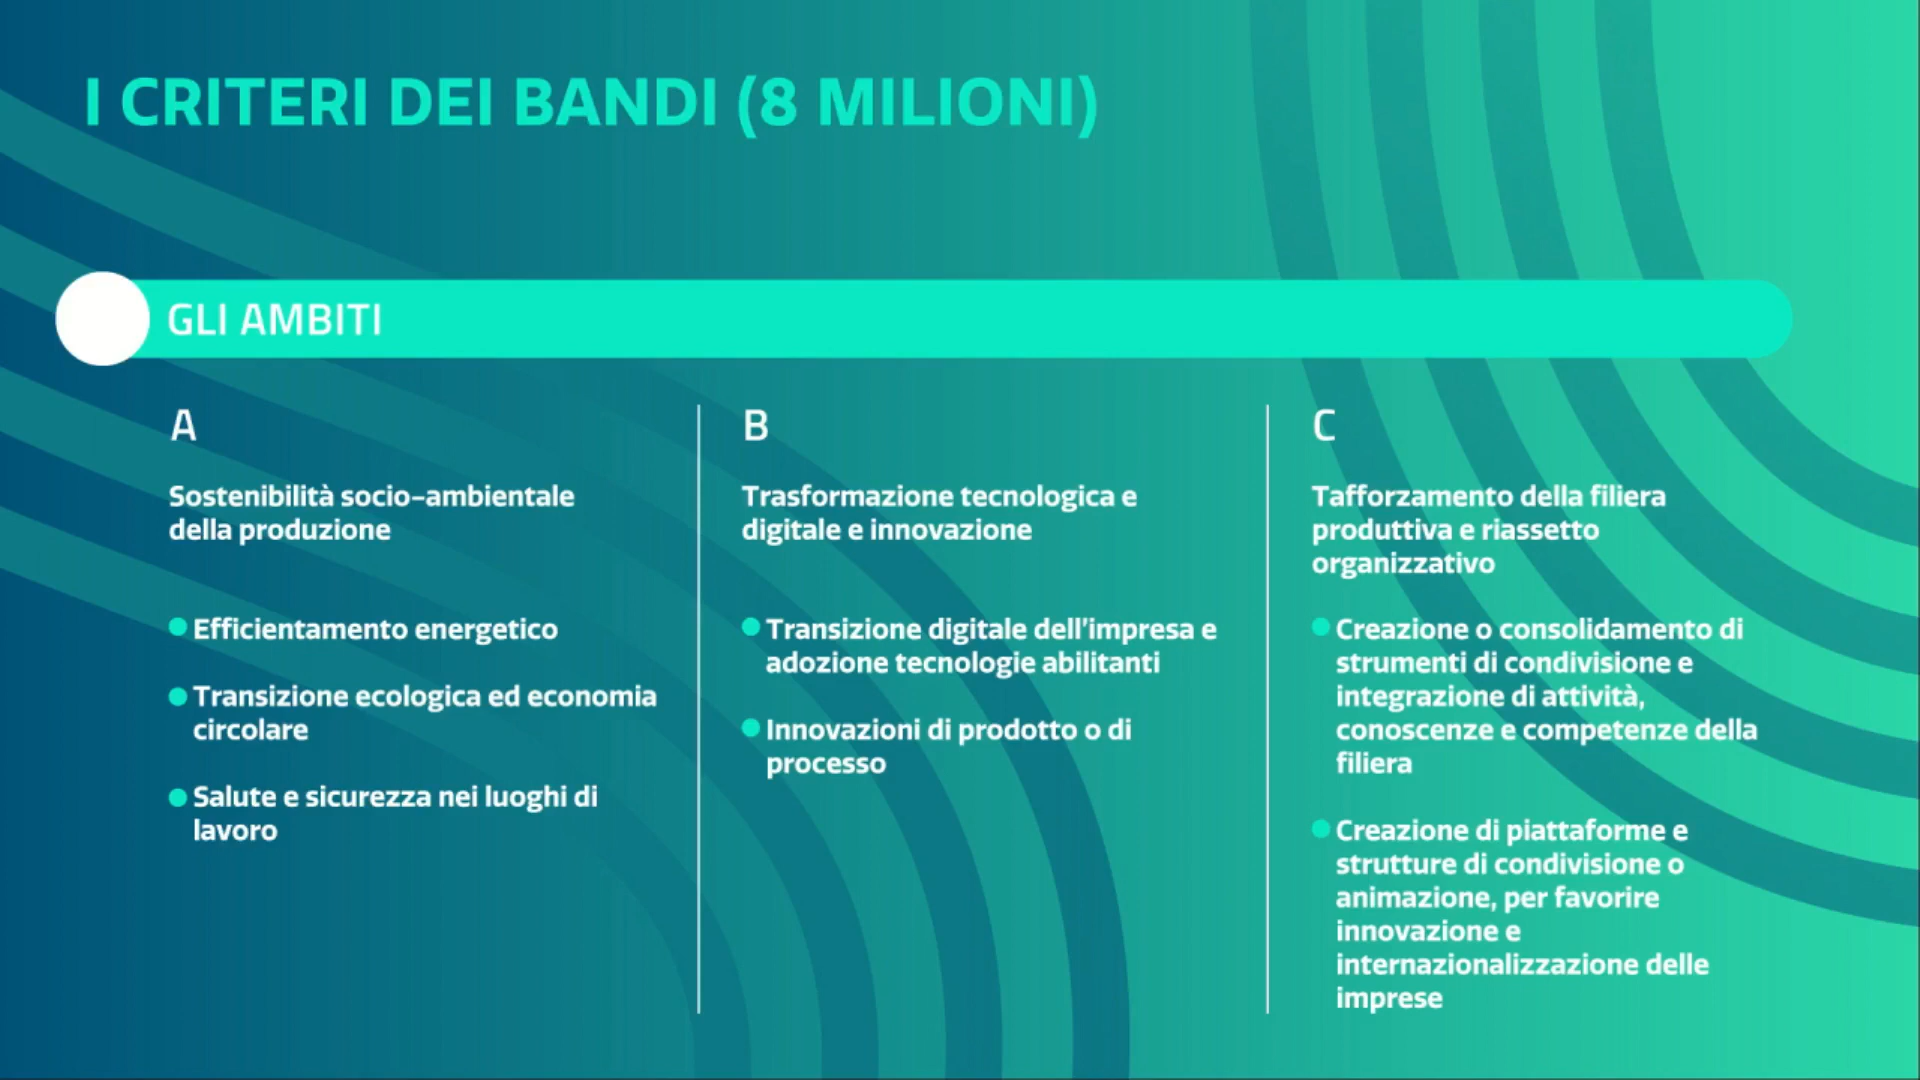 I CRITERI DEI BANDI (8 MILIONI)
GLI AMBITI
A
Sostenibilità socio-ambientale
della produzione
Efficientamento energetico
Transizione ecologica ed economia
circolare
Salute e sicurezza nei luoghi di
lavoro
B
Trasformazione tecnologica e
digitale e innovazione
Transizione digitale dell'impresa e
adozione tecnologie abilitanti
Innovazioni di prodotto o di
processo
C
Tafforzamento della filiera
produttiva e riassetto
organizzativo
Creazione o consolidamento di
strumenti di condivisione e
integrazione di attività,
conoscenze e competenze della
filiera
Creazione di piattaforme e
strutture di condivisione o
animazione, per favorire
innovazione e
internazionalizzazione delle
imprese